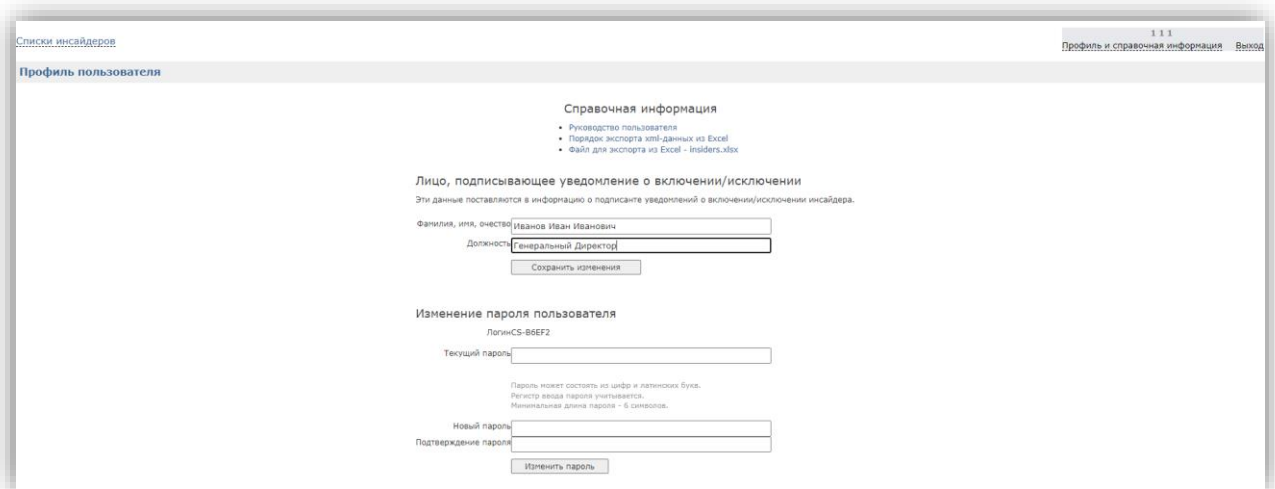 Списки инсайдеров
1 1 1
Профиль и справочная информация Выход
Профиль пользователя
Справочная информация
• Руководство пользователя
• Порядок экспорта xml-данных из Excel
• Файл для экспорта из Excel - insiders.xlsx
Лицо, подписывающее уведомление о включении/исключении
Эти данные поставляются в информацию о подписанте уведомлений о включении/исключении инсайдера.
Фамилия, имя, очество Иванов Иван Иванович
Должность Генеральный Директор
Сохранить изменения
Изменение пароля пользователя
Логин CS-B6EF2
Текущий пароль
Пароль может состоять из цифр и латинских букв.
Регистр ввода пароля учитывается.
Минимальная длина пароля - 6 символов.
Новый пароль
Подтверждение пароля
Изменить пароль